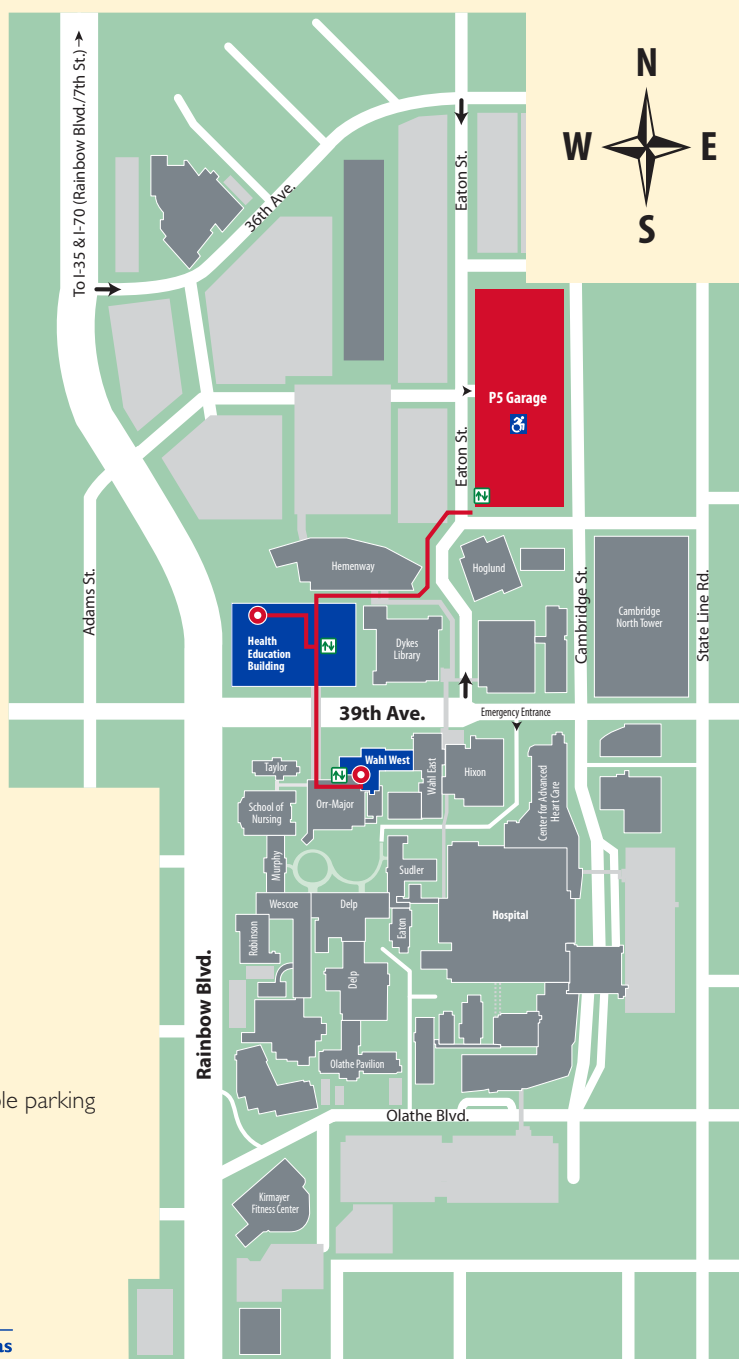 N
W E
S
To I-35 & I-70 (Rainbow Blvd./7th St.)
Eaton St.
36th Ave.
P5 Garage
Eaton St.
Hemenway
Hoglund
Adams St.
Cambridge St.
State Line Rd.
Cambridge
North Tower
Health
Education
Building
Dykes
Library
39th Ave.
Emergency Entrance
Wahl West
Taylor
Wahl East
Hixon
Center for Advanced
Heart Care
School of
Nursing
Orr-Major
Murphy
Sudler
Wescoe
Delp
Hospital
Eaton
Robinson
Delp
Rainbow Blvd.
Olathe Pavilion
ole parking
Olathe Blvd.
Kirmayer
Fitness Center
as